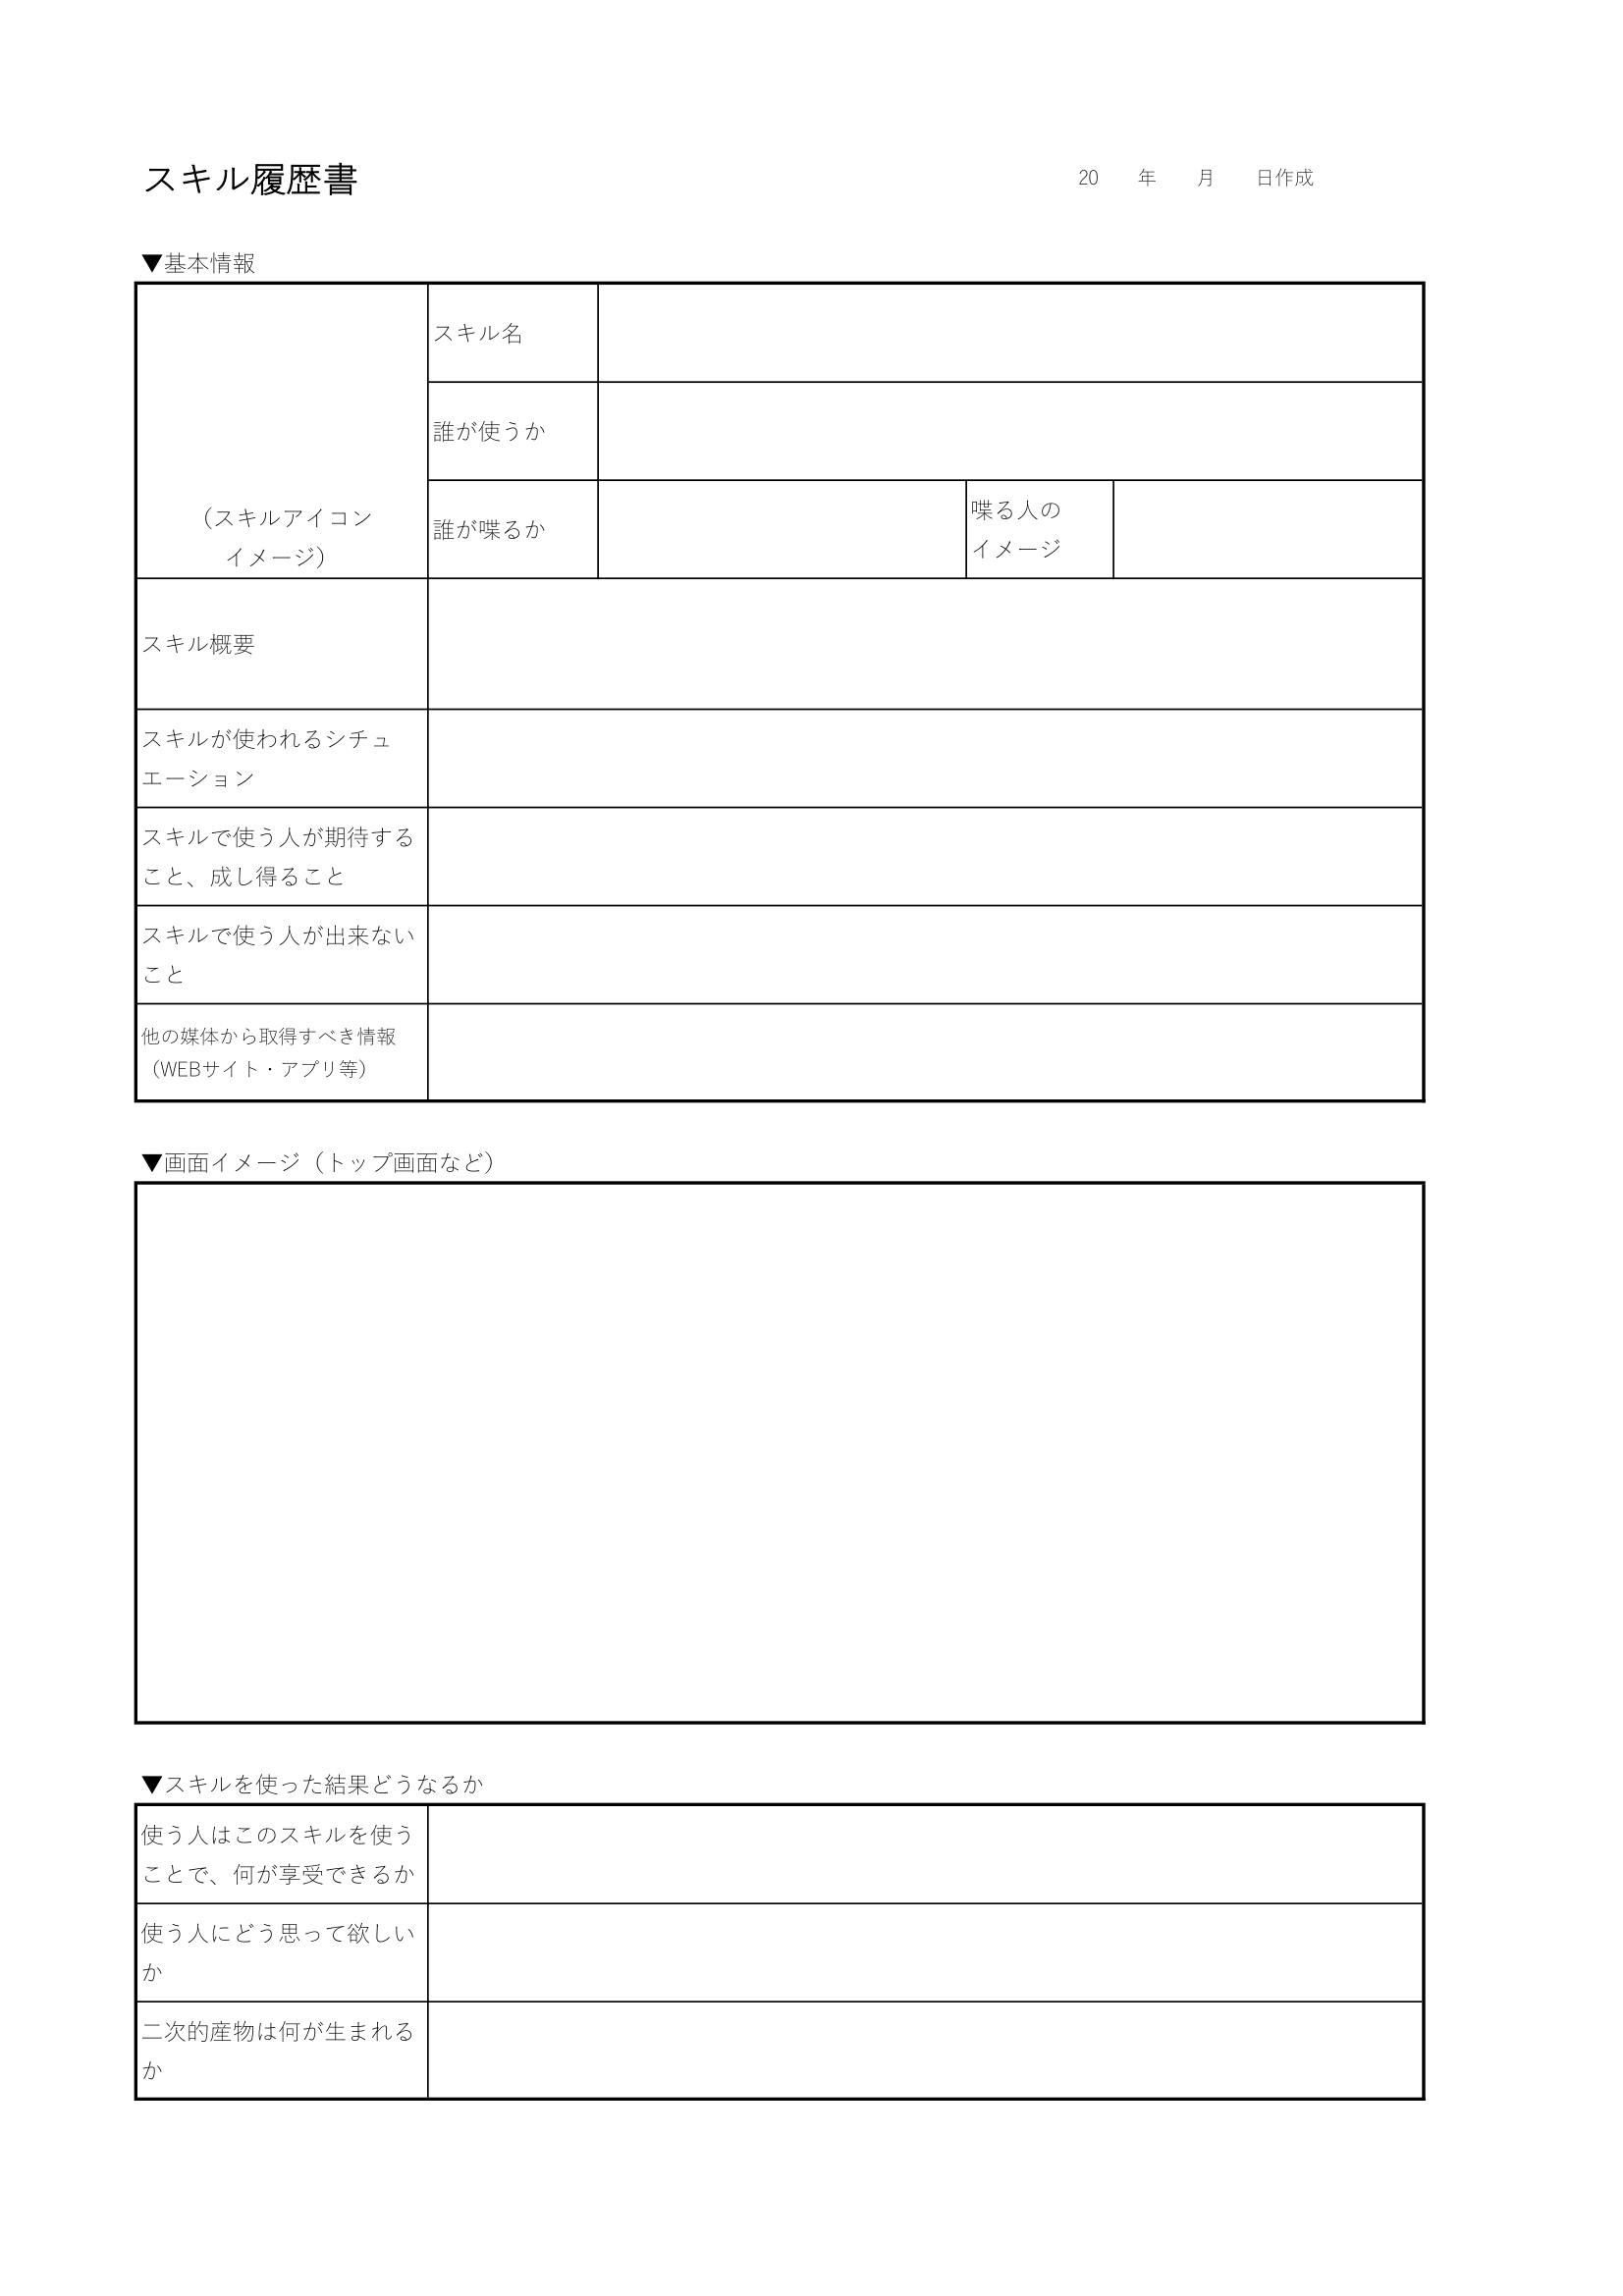 スキル履歴書
20　　年　　月　　日作成
▼基本情報
スキル名
誰が使うか
（スキルアイコン
イメージ）
誰が喋るか
喋る人の
イメージ
スキル概要
スキルが使われるシチュ
エーション
スキルで使う人が期待する
こと、成し得ること
スキルで使う人が出来ない
こと
他の媒体から取得すべき情報
（WEBサイト・アプリ等）
▼画面イメージ（トップ画面など）
▼スキルを使った結果どうなるか
使う人はこのスキルを使う
ことで、何が享受できるか
使う人にどう思って欲しい
か
二次的産物は何が生まれる
か